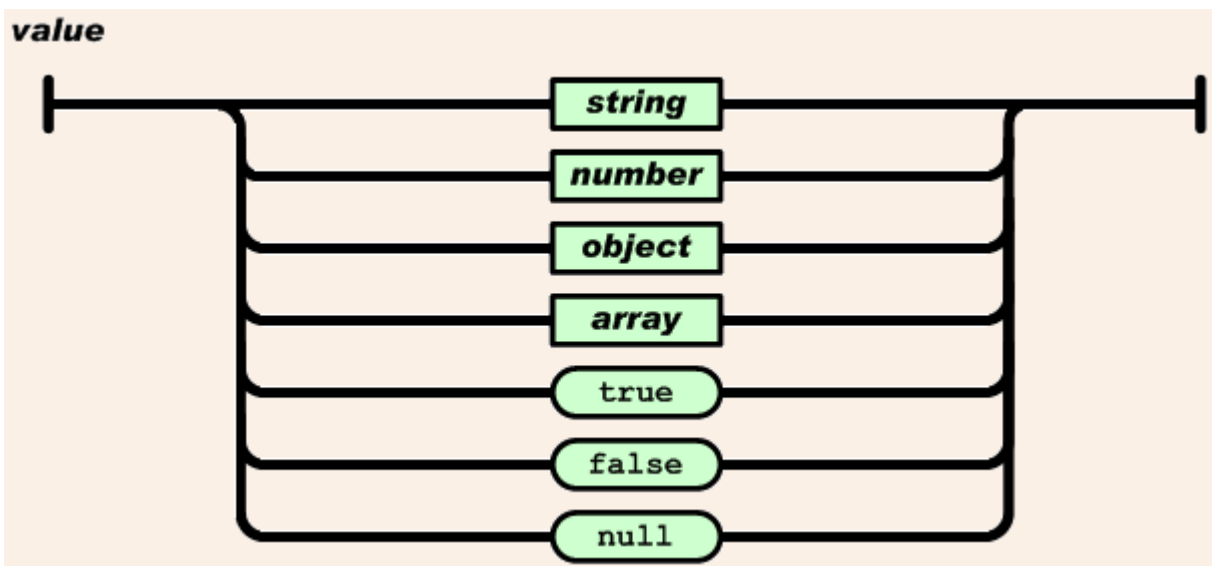 value
string
number
object
array
true
false
null